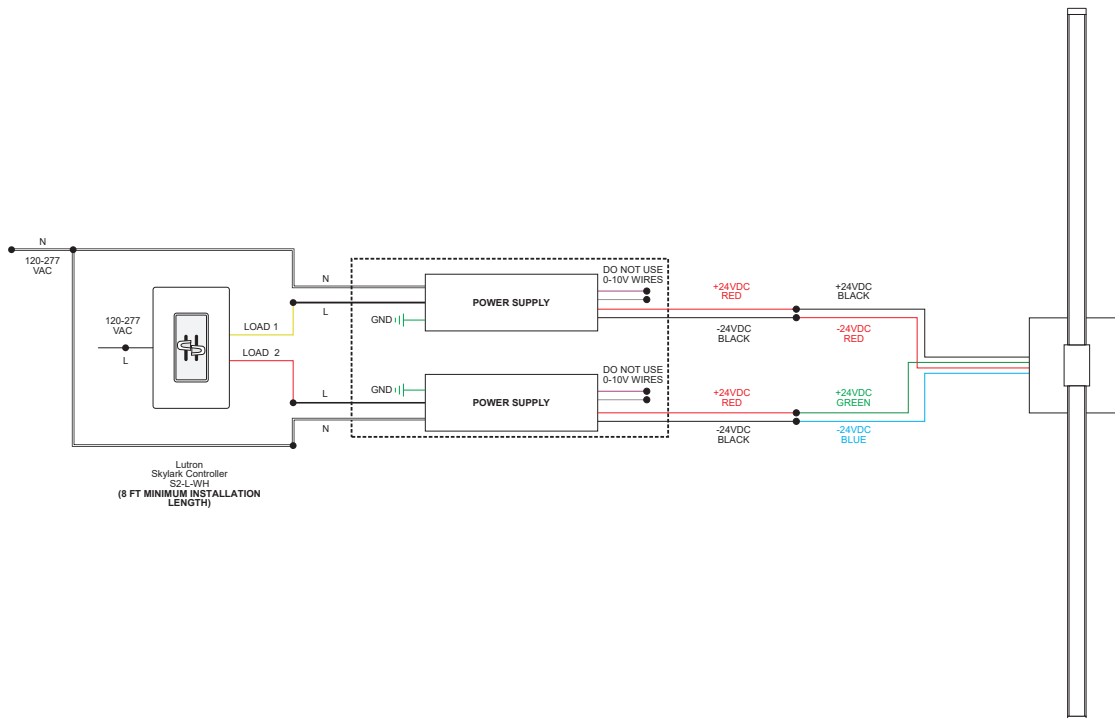 N
120-277
VAC
120-277
VAC
L
LOAD 1
LOAD 2
Lutron
Skylark Controller
S2-L-WH
(8 FT MINIMUM INSTALLATION
LENGTH)
N
L
GND
POWER SUPPLY
DO NOT USE
0-10V WIRES
+24VDC
RED
-24VDC
BLACK
+24VDC
BLACK
-24VDC
RED
L
N
GND
POWER SUPPLY
DO NOT USE
0-10V WIRES
+24VDC
RED
-24VDC
BLACK
+24VDC
GREEN
-24VDC
BLUE